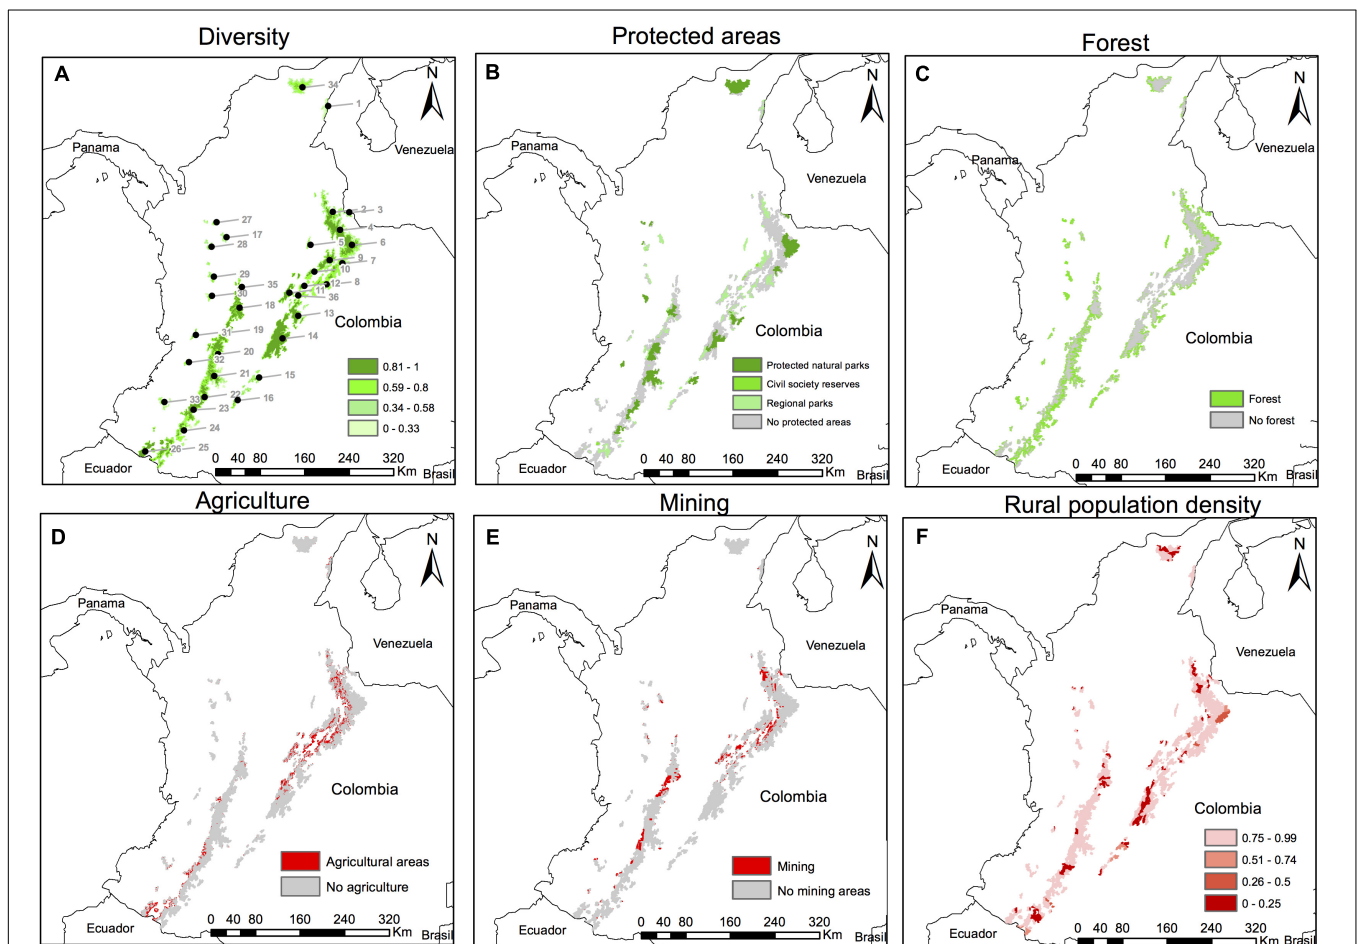 Diversity
A
N
34
1
Panama
Venezuela
2
3
27
4
17
28
5
6
9
7
10
29
35
12
8
11
30
36
18
13
Colombia
31
19
14
20
32
0.81 - 1
21
15
0.59 - 0.8
22
16
33
23
0.34 - 0.58
24
0 - 0.33
26
25
Ecuador
0 40 80 160 240 320
Km
Brasil
Protected areas
B
N
Venezuela
Colombia
Protected natural parks
Civil society reserves
Regional parks
No protected areas
Ecuador
0 40 80 160 240 320
Km
Brasil
Forest
C
N
Panama
Venezuela
Colombia
Forest
No forest
Ecuador
0 40 80 160 240 320
Km
Brasil
Agriculture
D
N
Panama
Venezuela
Colombia
Agricultural areas
No agriculture
Ecuador
0 40 80 160 240 320
Km
Brasil
Mining
E
N
Panama
Venezuela
Colombia
Mining
No mining areas
Ecuador
0 40 80 160 240 320
Km
Brasil
Rural population density
F
N
Panama
Venezuela
Colombia
0.75 - 0.99
0.51 - 0.74
0.26 - 0.5
0 - 0.25
Ecuador
0 40 80 160 240 320
Km
Brasil